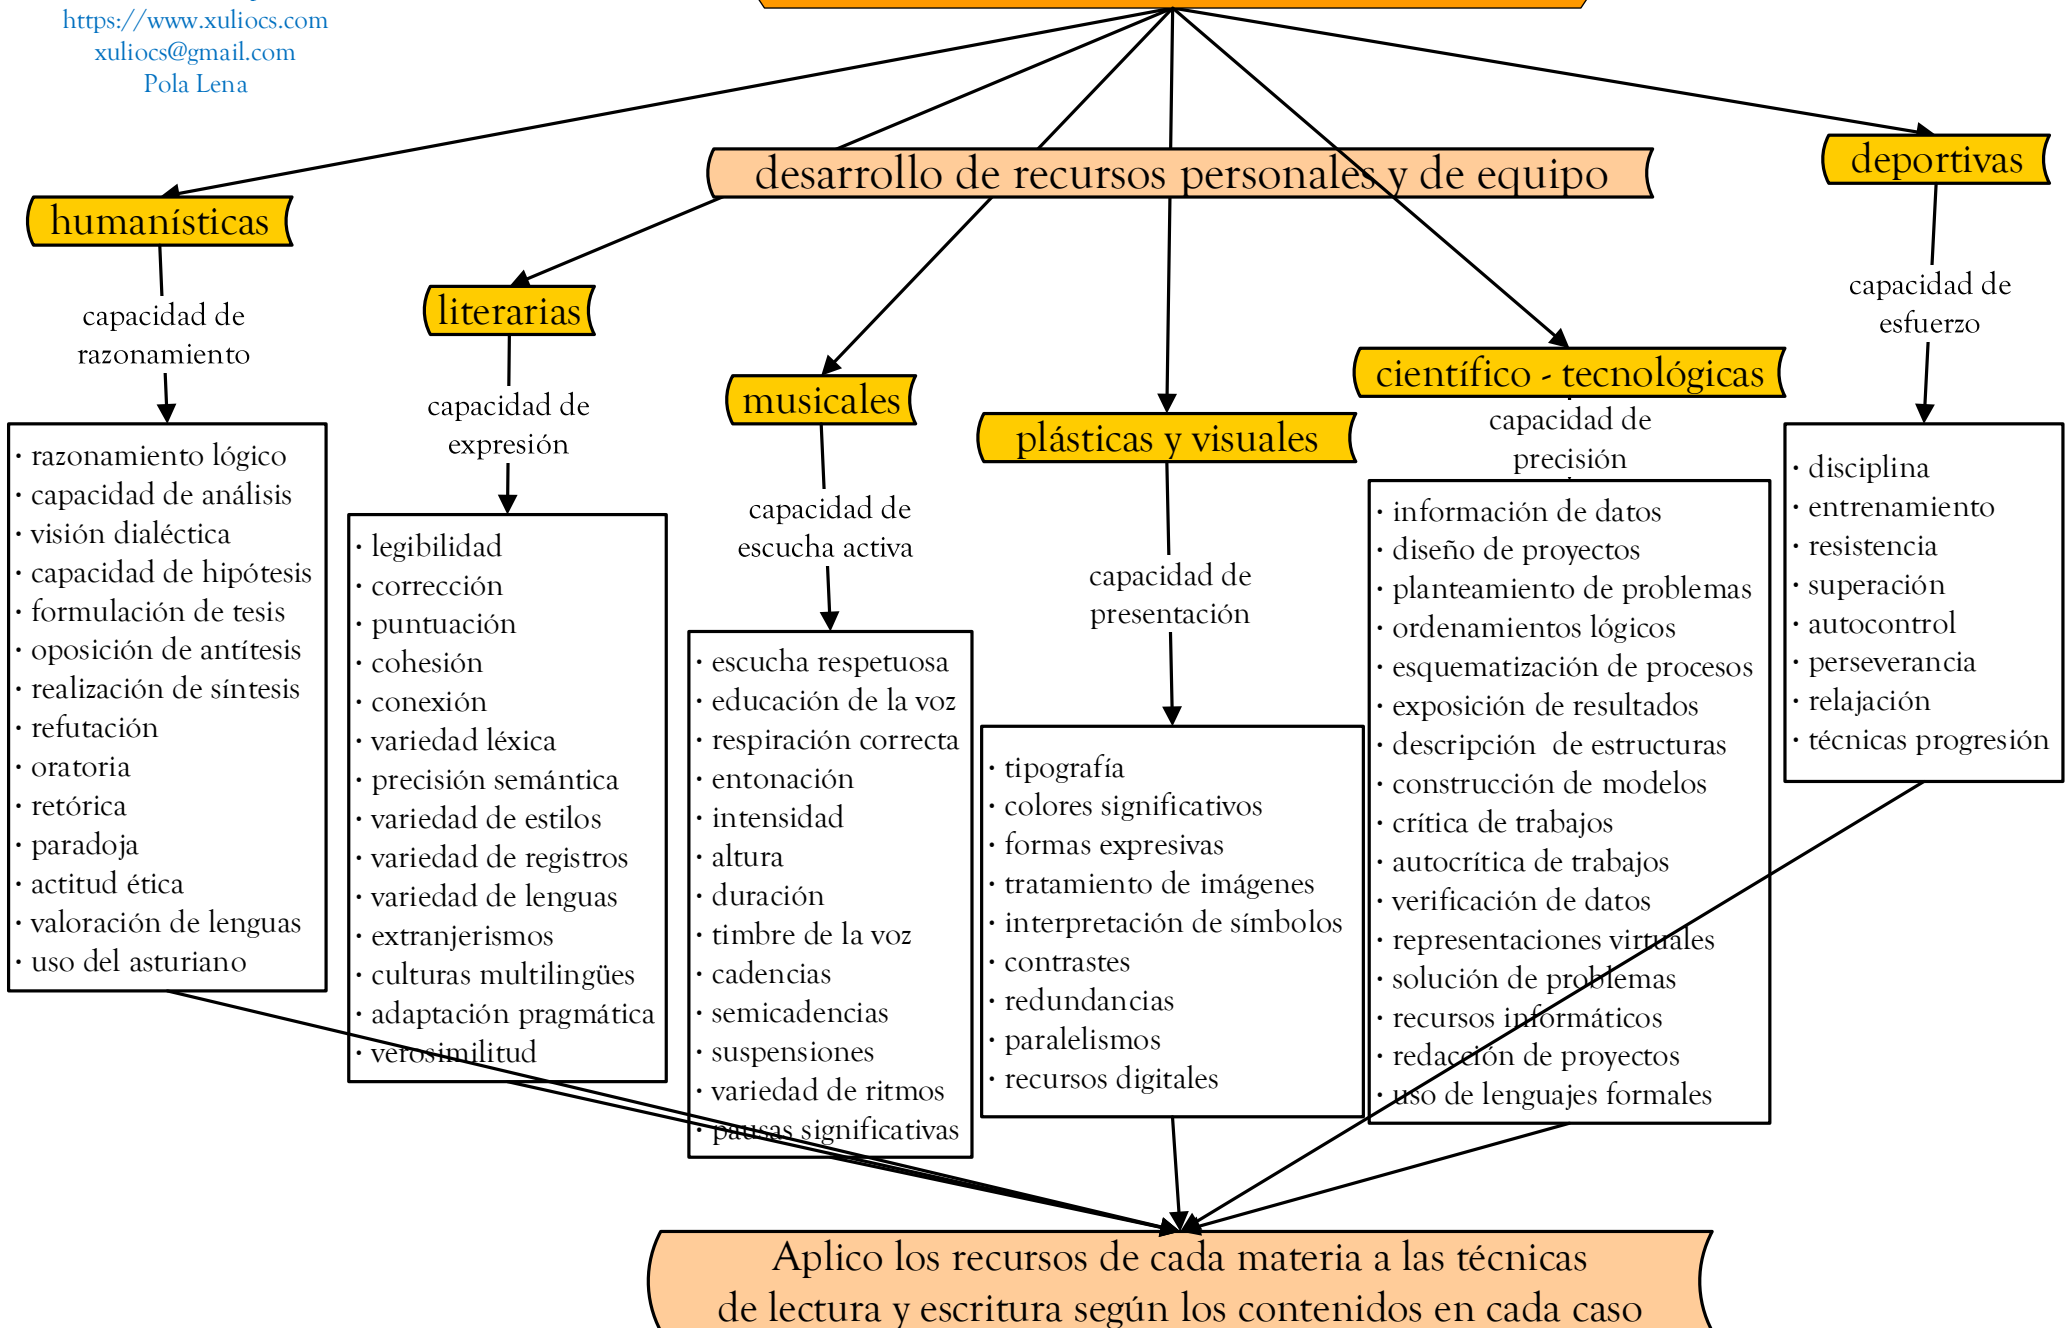 https://www.xuliocs.com
xuliocs@gmail.com
Pola Lena
desarrollo de recursos personales y de equipo
deportivas
humanísticas
literarias
musicales
plásticas y visuales
científico - tecnológicas
capacidad de
razonamiento
· razonamiento lógico
· capacidad de análisis
· visión dialéctica
· capacidad de hipótesis
· formulación de tesis
· oposición de antítesis
· realización de síntesis
· refutación
· oratoria
· retórica
· paradoja
· actitud ética
· valoración de lenguas
· uso del asturiano
capacidad de
expresión
· legibilidad
· corrección
· puntuación
· cohesión
· conexión
· variedad léxica
· precisión semántica
· variedad de estilos
· variedad de registros
· variedad de lenguas
· extranjerismos
· culturas multilingües
· adaptación pragmática
· verosimilitud
capacidad de
escucha activa
· escucha respetuosa
· educación de la voz
· respiración correcta
· entonación
· intensidad
· altura
· duración
· timbre de la voz
· cadencias
· semicadencias
· suspensiones
· variedad de ritmos
· pausas significativas
capacidad de
presentación
· tipografía
· colores significativos
· formas expresivas
· tratamiento de imágenes
· interpretación de símbolos
· contrastes
· redundancias
· paralelismos
· recursos digitales
capacidad de
precisión
· información de datos
· diseño de proyectos
· planteamiento de problemas
· ordenamientos lógicos
· esquematización de procesos
· exposición de resultados
· descripción de estructuras
· construcción de modelos
· crítica de trabajos
· autocrítica de trabajos
· verificación de datos
· representaciones virtuales
· solución de problemas
· recursos informáticos
· redacción de proyectos
· uso de lenguajes formales
capacidad de
esfuerzo
· disciplina
· entrenamiento
· resistencia
· superación
· autocontrol
· perseverancia
· relajación
· técnicas progresión
Aplico los recursos de cada materia a las técnicas
de lectura y escritura según los contenidos en cada caso